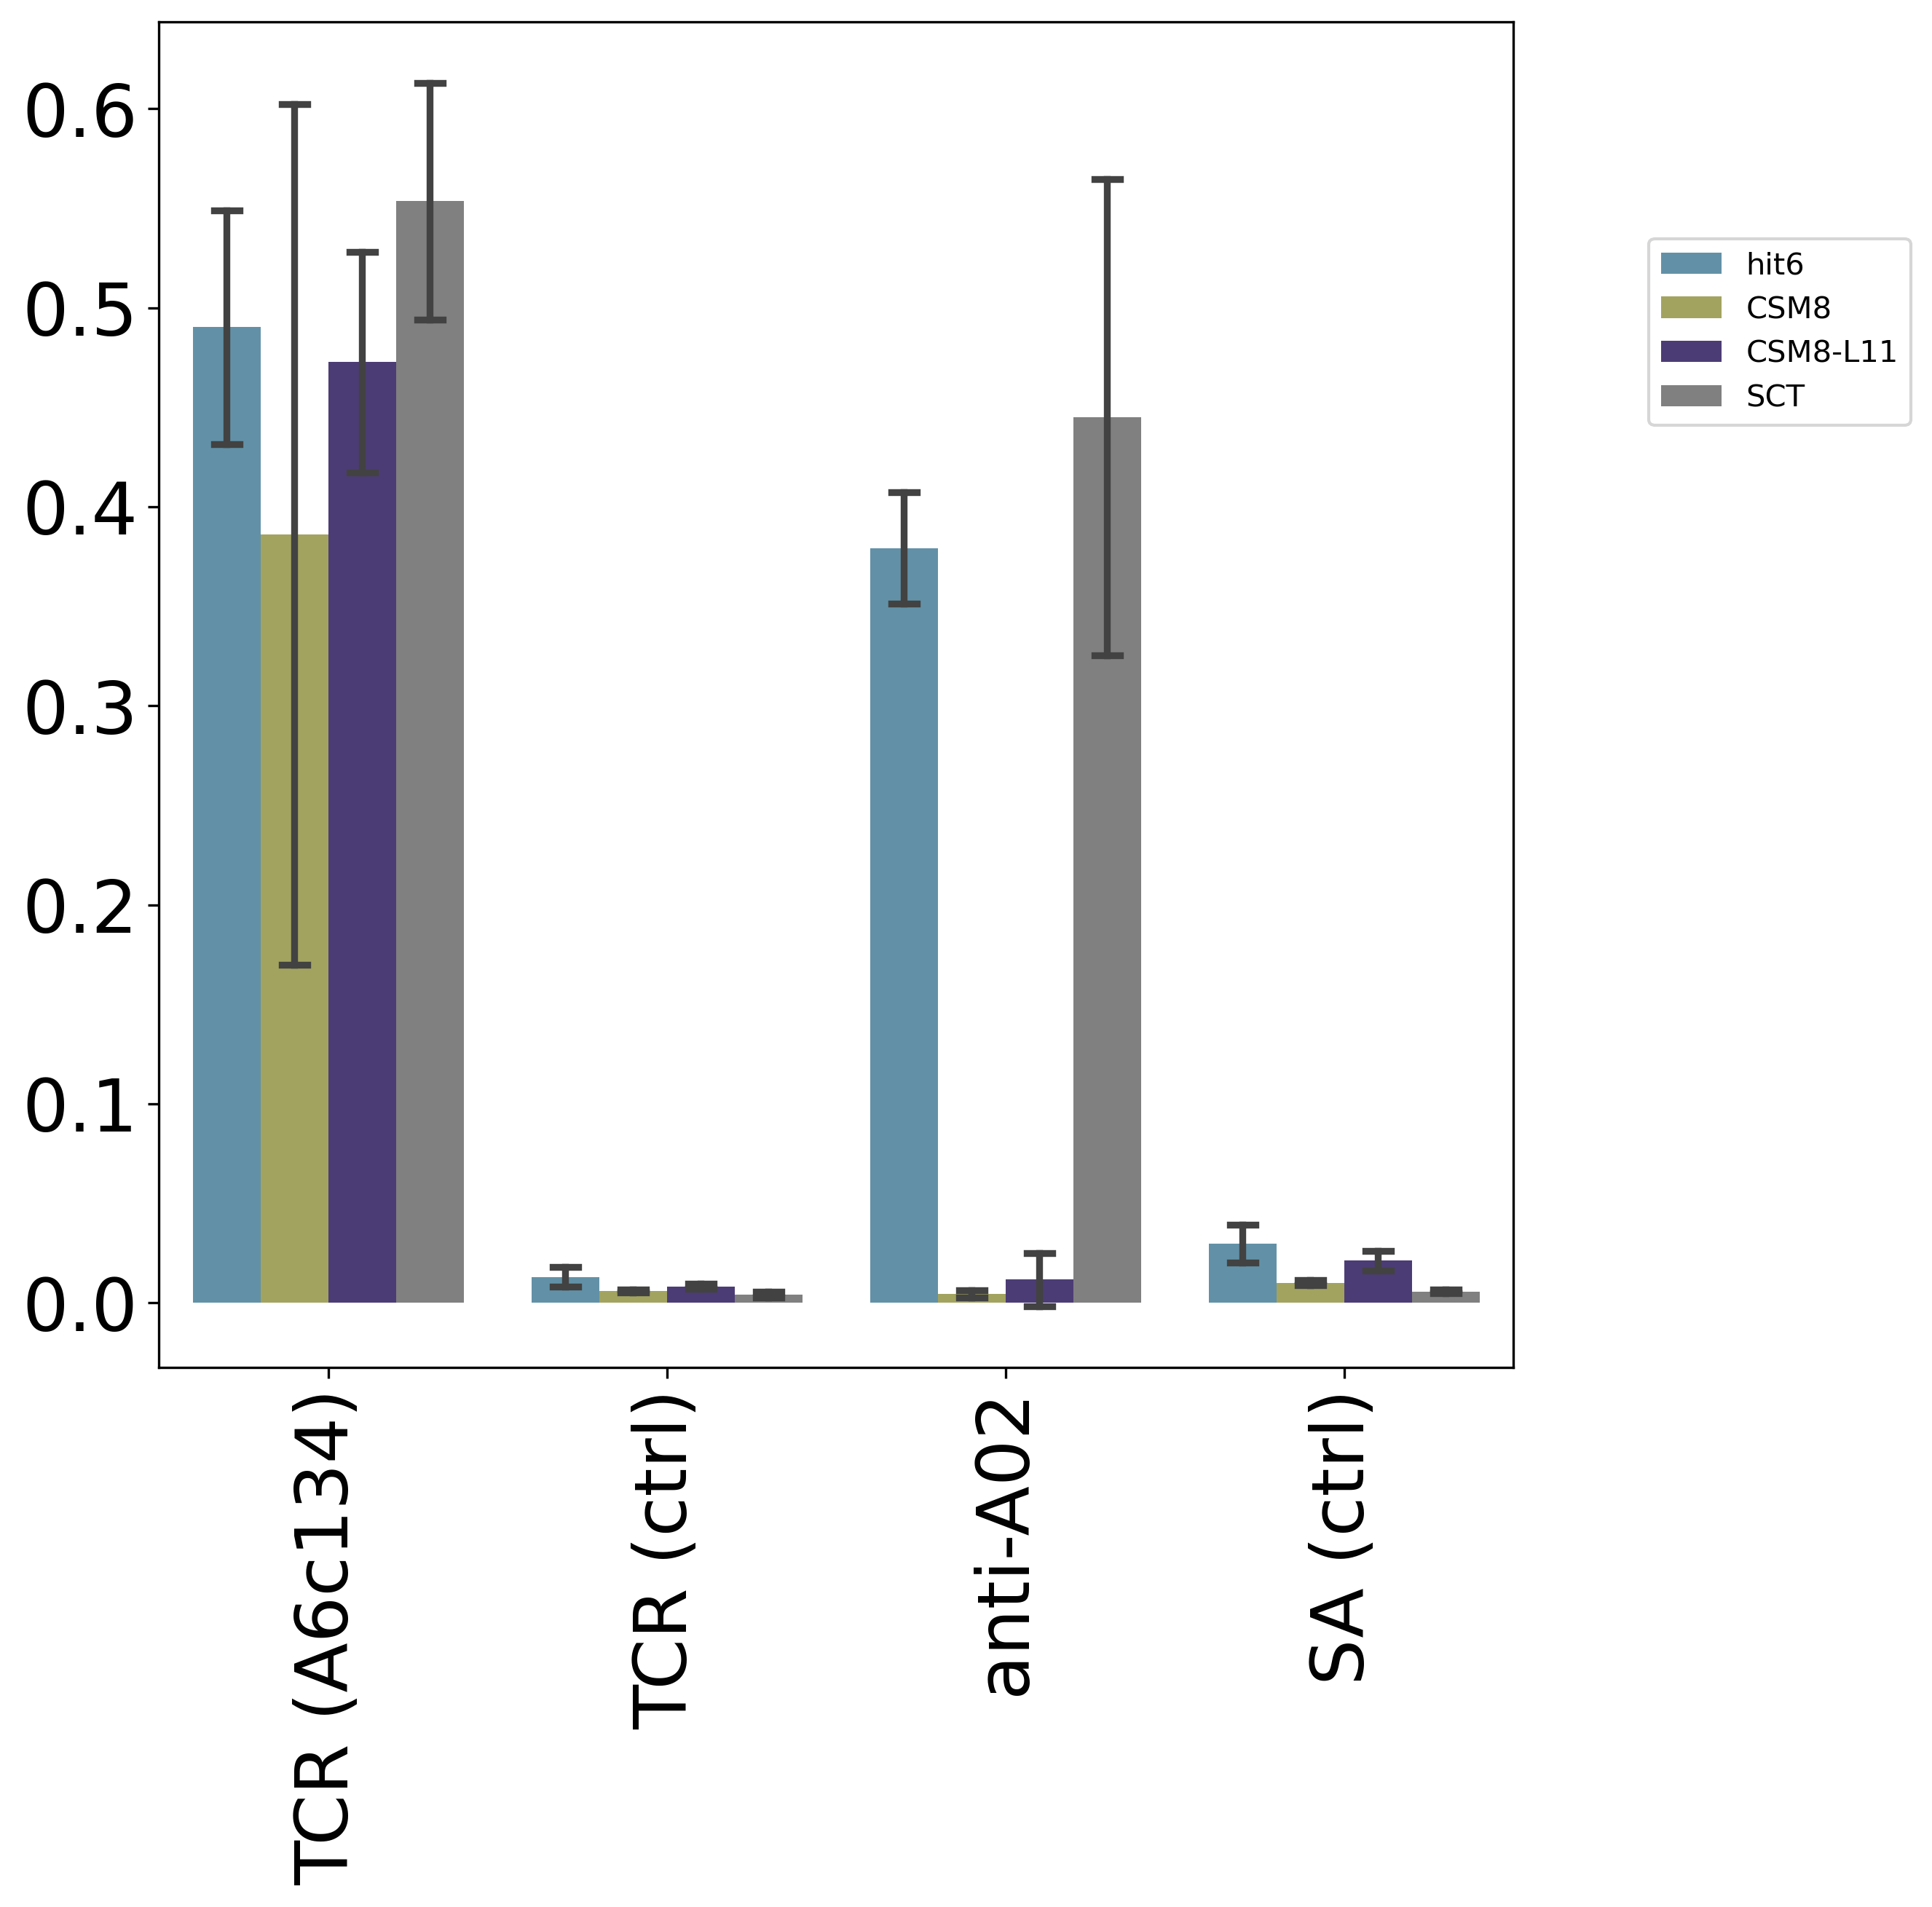 0.6
0.5
0.4
0.3
0.2
0.1
0.0
TCR (A6c134)
TCR (ctrl)
anti-A02
SA (ctrl)
hit6
CSM8
CSM8-L11
SCT